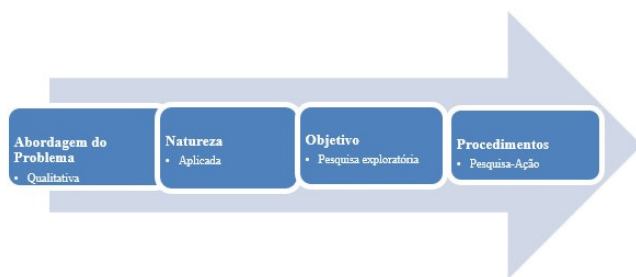 Abordagem do
Problema
• Qualitativa
Natureza
• Aplicada
Objetivo
• Pesquisa exploratória
Procedimentos
• Pesquisa-Ação